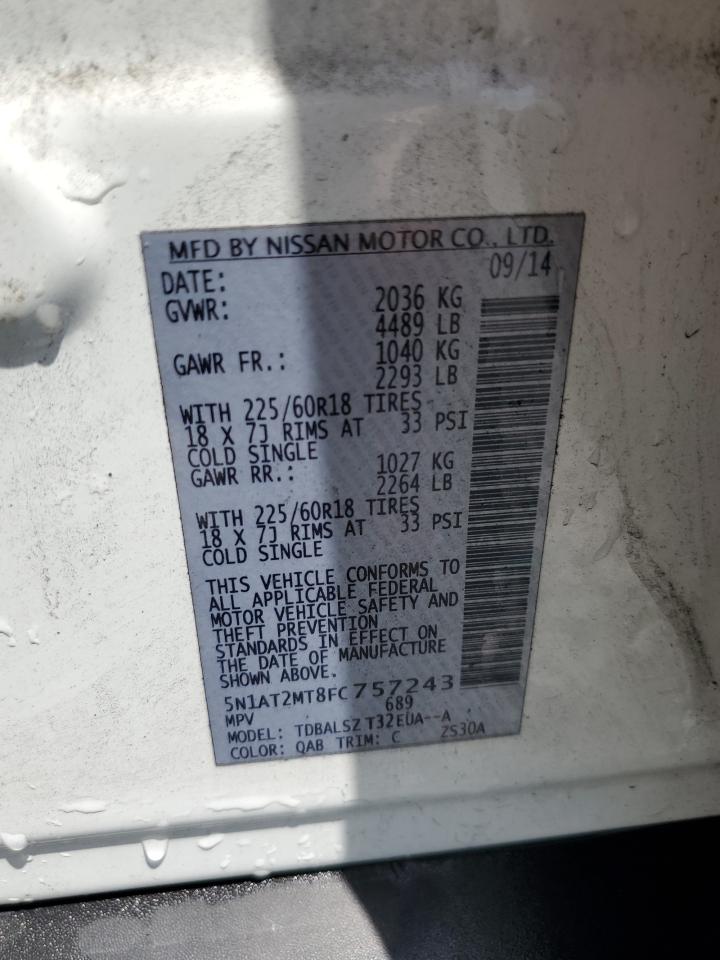 MFD BY NISSAN MOTOR CO., LTD.
DATE: 09/14
GVWR: 2036 KG
4489 LB
GAWR FR.: 1040 KG
2293 LB
WITH 225/60R18 TIRES
18 X 7J RIMS AT 33 PSI
COLD SINGLE
GAWR RR.: 1027 KG
2264 LB
WITH 225/60R18 TIRES
18 X 7J RIMS AT 33 PSI
COLD SINGLE
THIS VEHICLE CONFORMS TO
ALL APPLICABLE FEDERAL
MOTOR VEHICLE SAFETY AND
THEFT PREVENTION
STANDARDS IN EFFECT ON
THE DATE OF MANUFACTURE
SHOWN ABOVE.
5N1AT2MT8FC757243
MPV 689
MODEL: TDBALSZ T32EUA--A
COLOR: QAB TRIM: C ZS30A